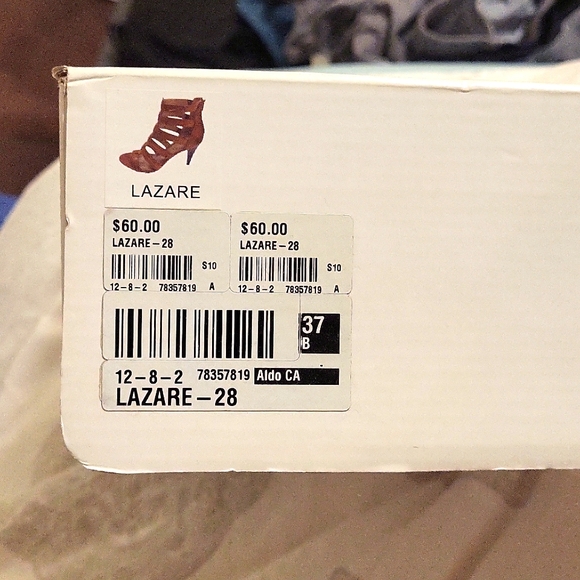 LAZARE
$60.00
LAZARE-28
S10
12-8-2 78357819 A
$60.00
LAZARE-28
S10
12-8-2 78357819 A
37
B
12-8-2 78357819 Aldo CA
LAZARE-28